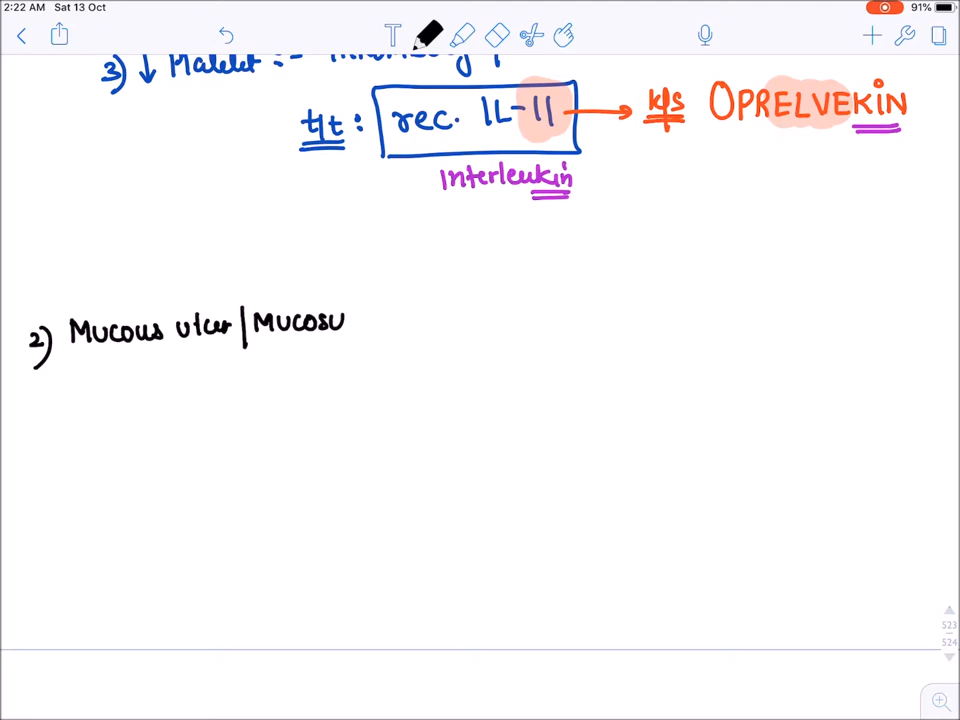 2:22 AM Sat 13 Oct 91%
T
3) ↓ Platelet :-
t/t : rec. IL-11 → k/s OPRELVEKIN
Interleukin
2) Mucous ulcer | Mucosu
523
524